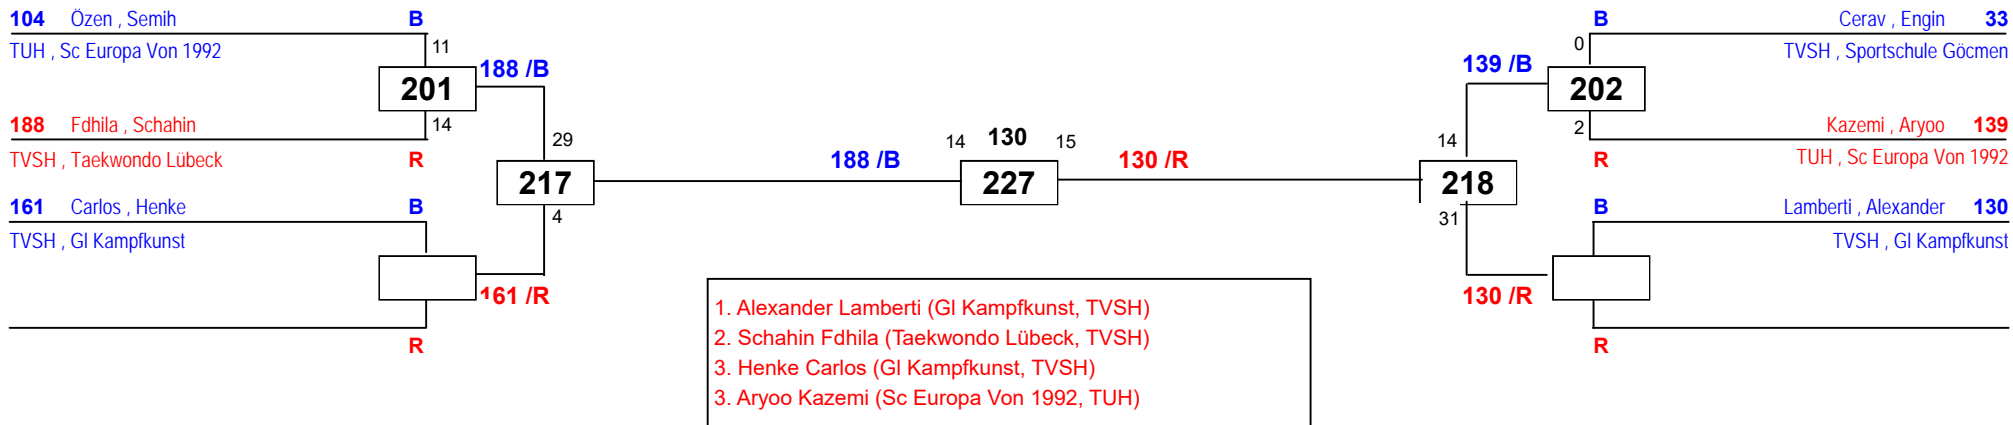 104 Özen , Semih B
TUH , Sc Europa Von 1992
11
201
188 /B
14
188 Fdhila , Schahin
TVSH , Taekwondo Lübeck R
29
217
4
161 Carlos , Henke B
TVSH , Gl Kampfkunst
161 /R
R
188 /B
14 130 15
227
130 /R
B Cerav , Engin 33
0 TVSH , Sportschule Göcmen
139 /B
202
2
Kazemi , Aryoo 139
R TUH , Sc Europa Von 1992
14
218
31
B Lamberti , Alexander 130
TVSH , Gl Kampfkunst
130 /R
R
1. Alexander Lamberti (Gl Kampfkunst, TVSH)
2. Schahin Fdhila (Taekwondo Lübeck, TVSH)
3. Henke Carlos (Gl Kampfkunst, TVSH)
3. Aryoo Kazemi (Sc Europa Von 1992, TUH)